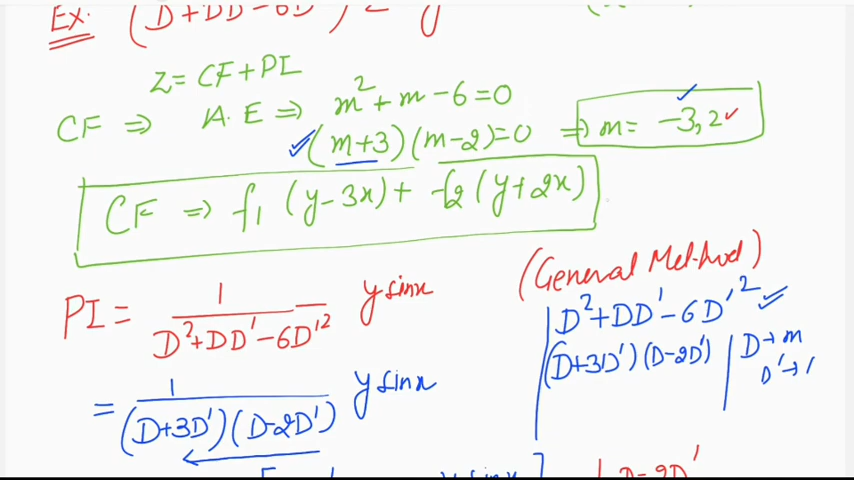 Ex. (D²+DD'-6D'²) z = y
Z = CF + PI
CF ⇒ A.E ⇒ m²+m-6=0
(m+3)(m-2)=0 ⇒ m = -3, 2
CF ⇒ f₁(y-3x) + f₂(y+2x)
(General Method)
PI = 1/(D²+DD'-6D'²) y sinx
D²+DD'-6D'²
(D+3D')(D-2D')
D→m
D'→1
= 1/((D+3D')(D-2D')) y sinx
y sinx]
D-2D'